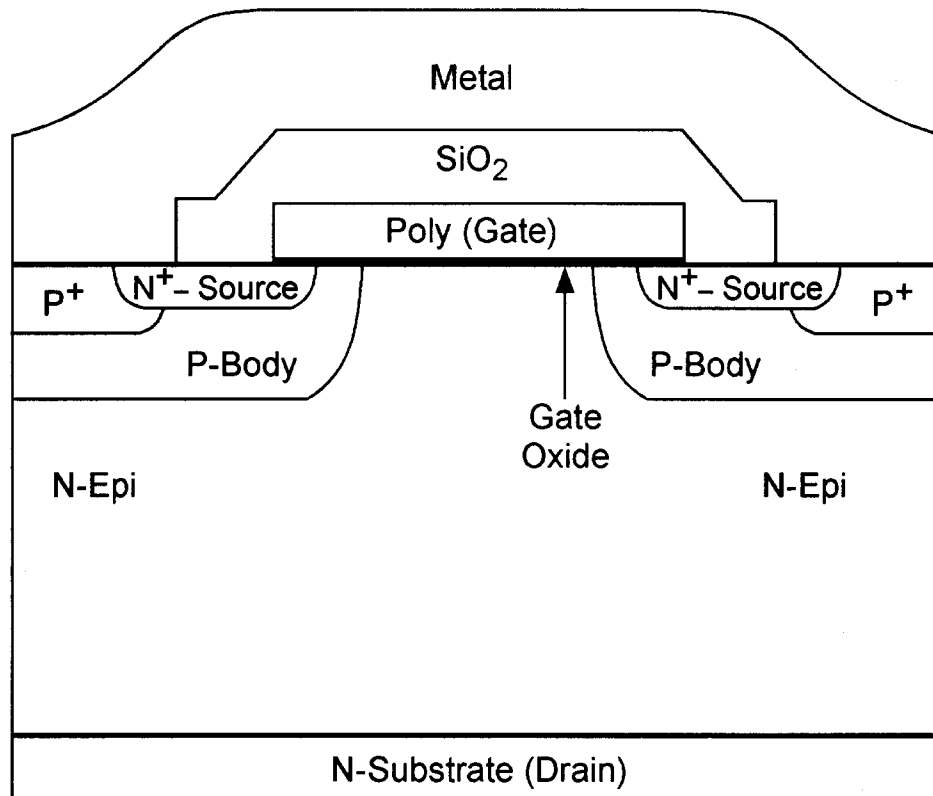 Metal
SiO₂
Poly (Gate)
N⁺– Source
N⁺– Source
P⁺
P⁺
P-Body
P-Body
Gate
Oxide
N-Epi
N-Epi
N-Substrate (Drain)